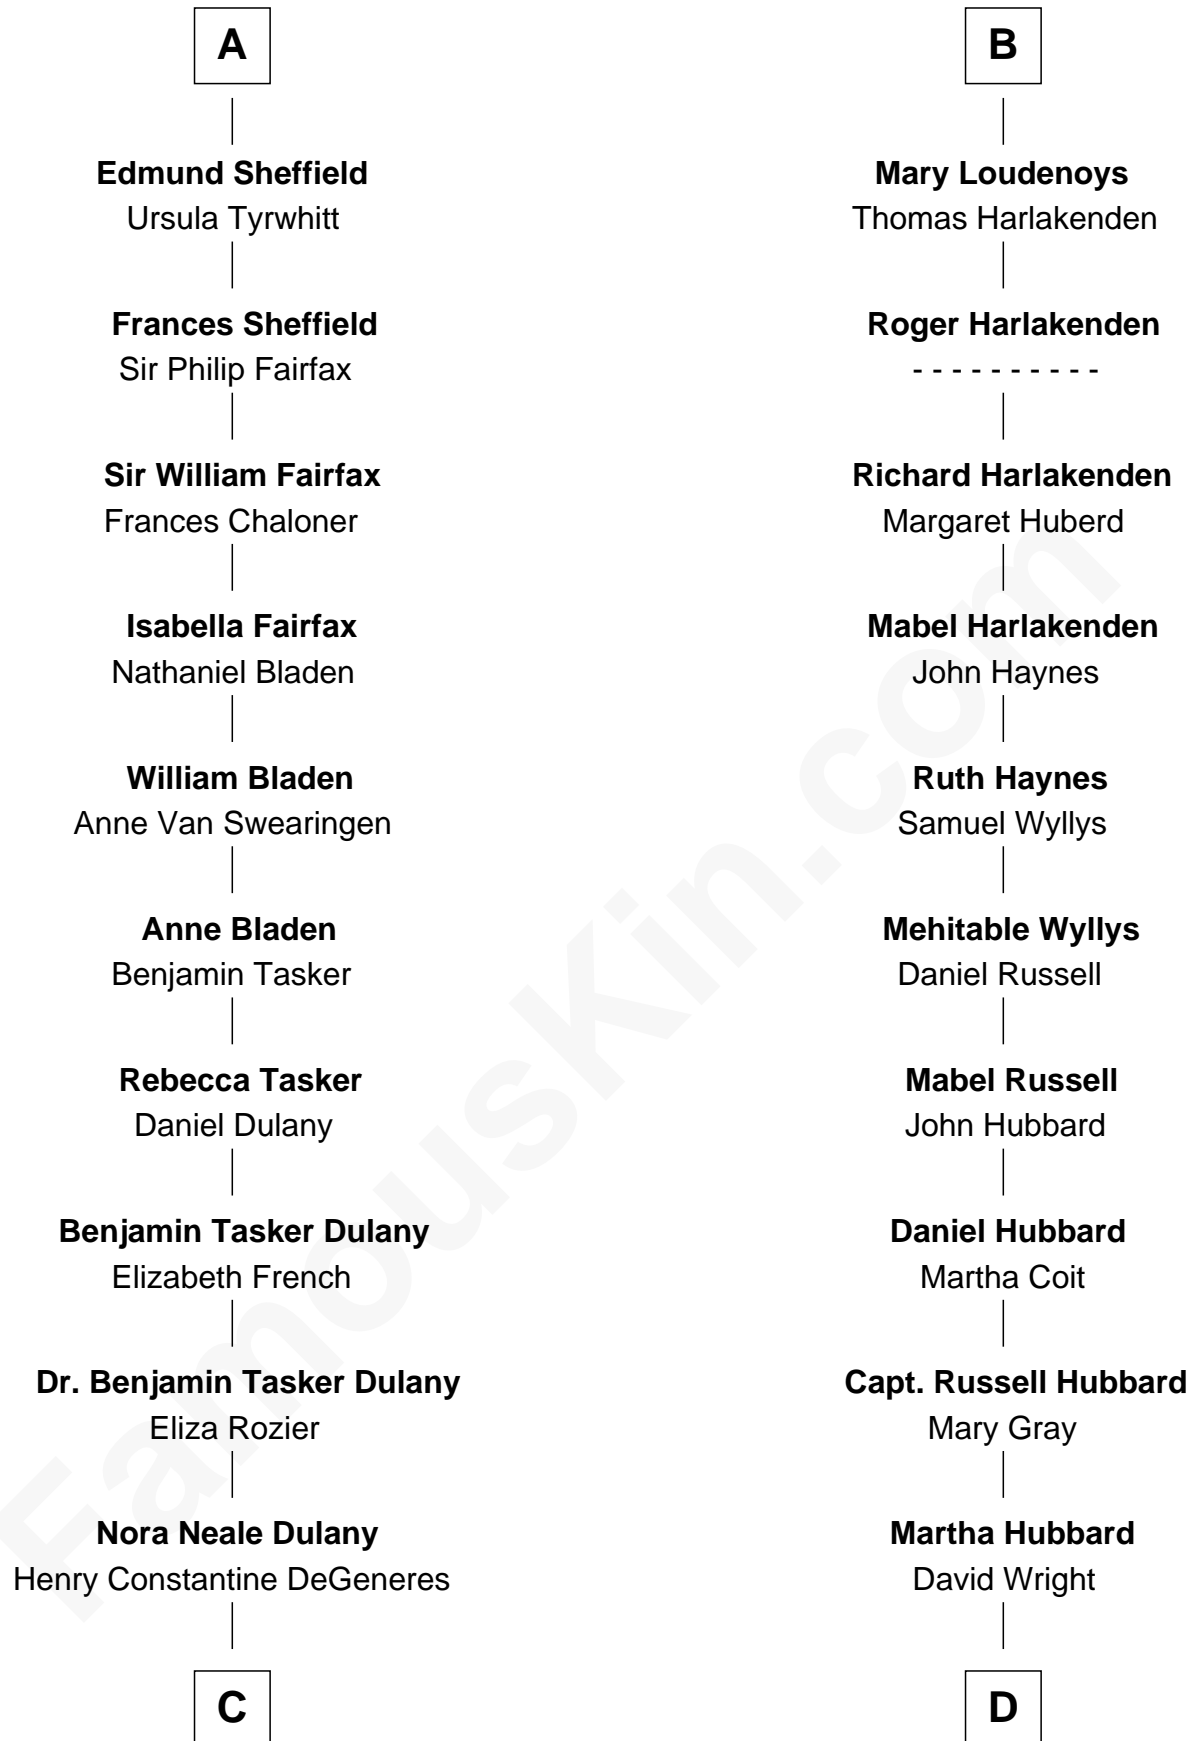 A
Edmund Sheffield
Ursula Tyrwhitt
Frances Sheffield
Sir Philip Fairfax
Sir William Fairfax
Frances Chaloner
Isabella Fairfax
Nathaniel Bladen
William Bladen
Anne Van Swearingen
Anne Bladen
Benjamin Tasker
Rebecca Tasker
Daniel Dulany
Benjamin Tasker Dulany
Elizabeth French
Dr. Benjamin Tasker Dulany
Eliza Rozier
Nora Neale Dulany
Henry Constantine DeGeneres
C
B
Mary Loudenoys
Thomas Harlakenden
Roger Harlakenden
- - - - - - - - - -
Richard Harlakenden
Margaret Huberd
Mabel Harlakenden
John Haynes
Ruth Haynes
Samuel Wyllys
Mehitable Wyllys
Daniel Russell
Mabel Russell
John Hubbard
Daniel Hubbard
Martha Coit
Capt. Russell Hubbard
Mary Gray
Martha Hubbard
David Wright
D
FamousKin.com